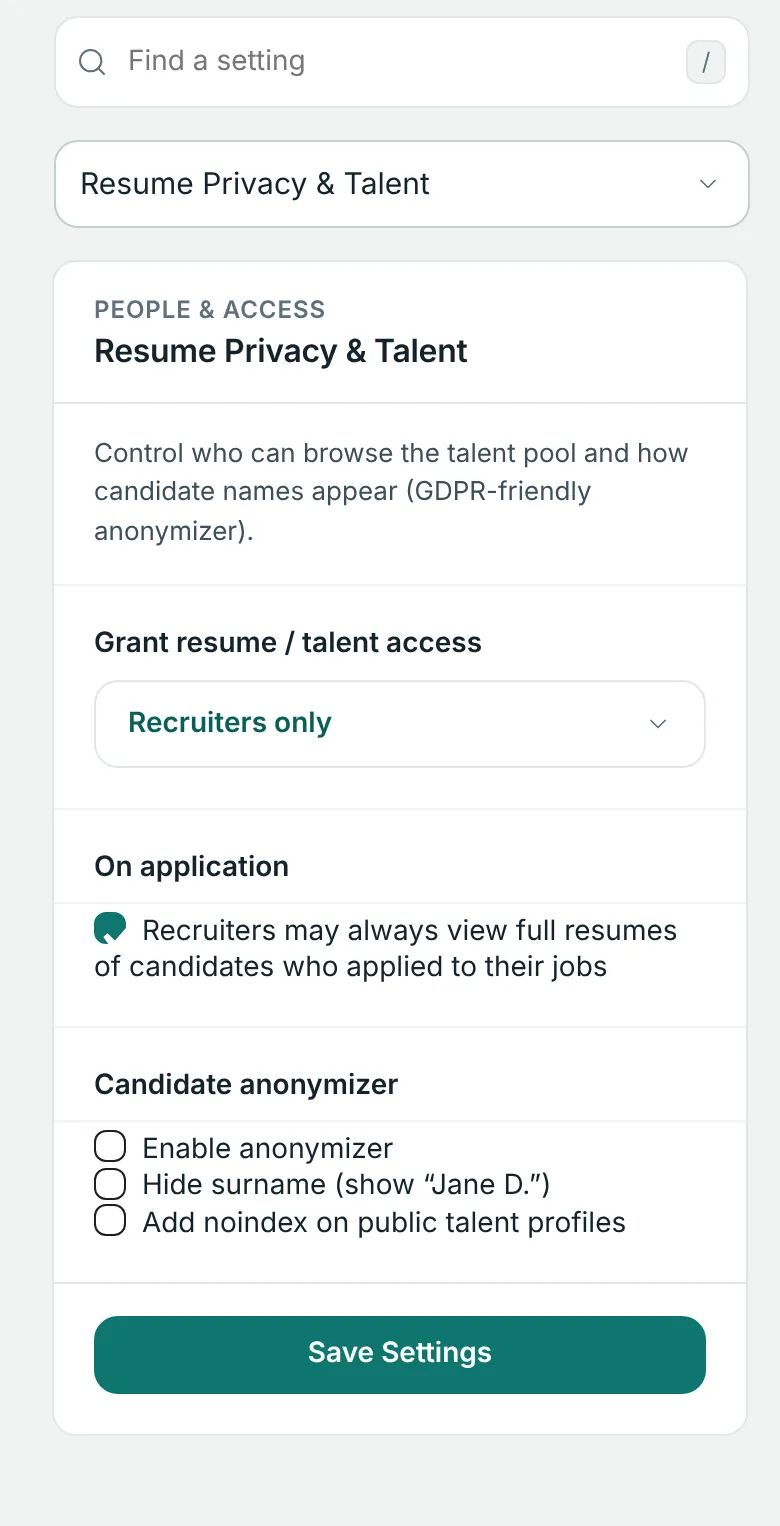 Find a setting /
Resume Privacy & Talent
PEOPLE & ACCESS
Resume Privacy & Talent
Control who can browse the talent pool and how
candidate names appear (GDPR-friendly
anonymizer).
Grant resume / talent access
Recruiters only
On application
Recruiters may always view full resumes
of candidates who applied to their jobs
Candidate anonymizer
Enable anonymizer
Hide surname (show “Jane D.”)
Add noindex on public talent profiles
Save Settings